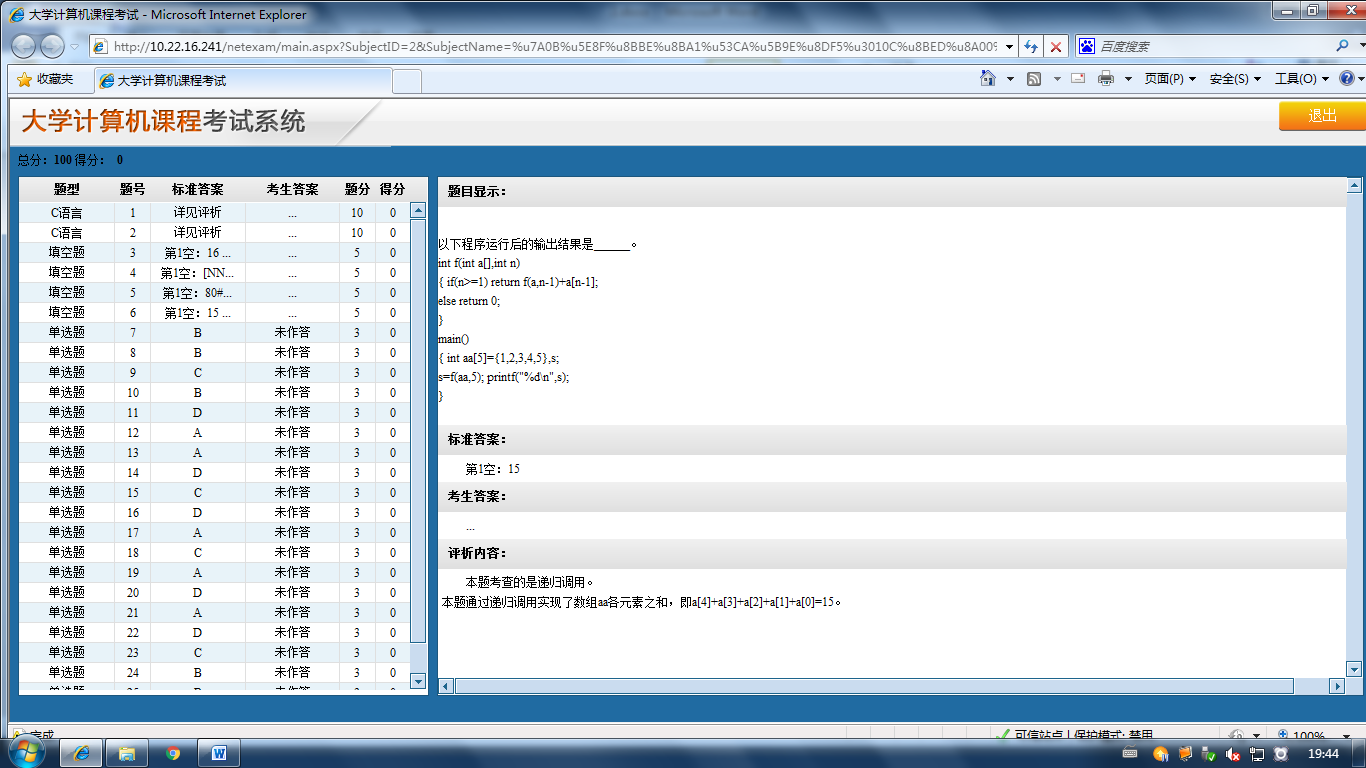 大学计算机课程考试 - Microsoft Internet Explorer
http://10.22.16.241/netexam/main.aspx?SubjectID=2&SubjectName=%u7A0B%u5E8F%u8BBE%u8BA1%u53CA%u5B9E%u8DF5%u3010C%u8BED%u8A00%
百度搜索
收藏夹
大学计算机课程考试
页面(P)
安全(S)
工具(O)
大学计算机课程考试系统
退出
总分: 100 得分: 0
题型 题号 标准答案 考生答案 题分 得分
C语言 1 详见评析 ... 10 0
C语言 2 详见评析 ... 10 0
填空题 3 第1空: 16 ... ... 5 0
填空题 4 第1空: [NN... ... 5 0
填空题 5 第1空: 80#... ... 5 0
填空题 6 第1空: 15 ... ... 5 0
单选题 7 B 未作答 3 0
单选题 8 B 未作答 3 0
单选题 9 C 未作答 3 0
单选题 10 B 未作答 3 0
单选题 11 D 未作答 3 0
单选题 12 A 未作答 3 0
单选题 13 A 未作答 3 0
单选题 14 D 未作答 3 0
单选题 15 C 未作答 3 0
单选题 16 D 未作答 3 0
单选题 17 A 未作答 3 0
单选题 18 C 未作答 3 0
单选题 19 A 未作答 3 0
单选题 20 D 未作答 3 0
单选题 21 A 未作答 3 0
单选题 22 D 未作答 3 0
单选题 23 C 未作答 3 0
单选题 24 B 未作答 3 0
题目显示:
以下程序运行后的输出结果是______。
int f(int a[],int n)
{ if(n>=1) return f(a,n-1)+a[n-1];
else return 0;
}
main()
{ int aa[5]={1,2,3,4,5},s;
s=f(aa,5); printf("%d\n",s);
}
标准答案:
第1空: 15
考生答案:
...
评析内容:
本题考查的是递归调用。
本题通过递归调用实现了数组aa各元素之和，即a[4]+a[3]+a[2]+a[1]+a[0]=15。
完成
可信站点 | 保护模式: 禁用
100%
19:44